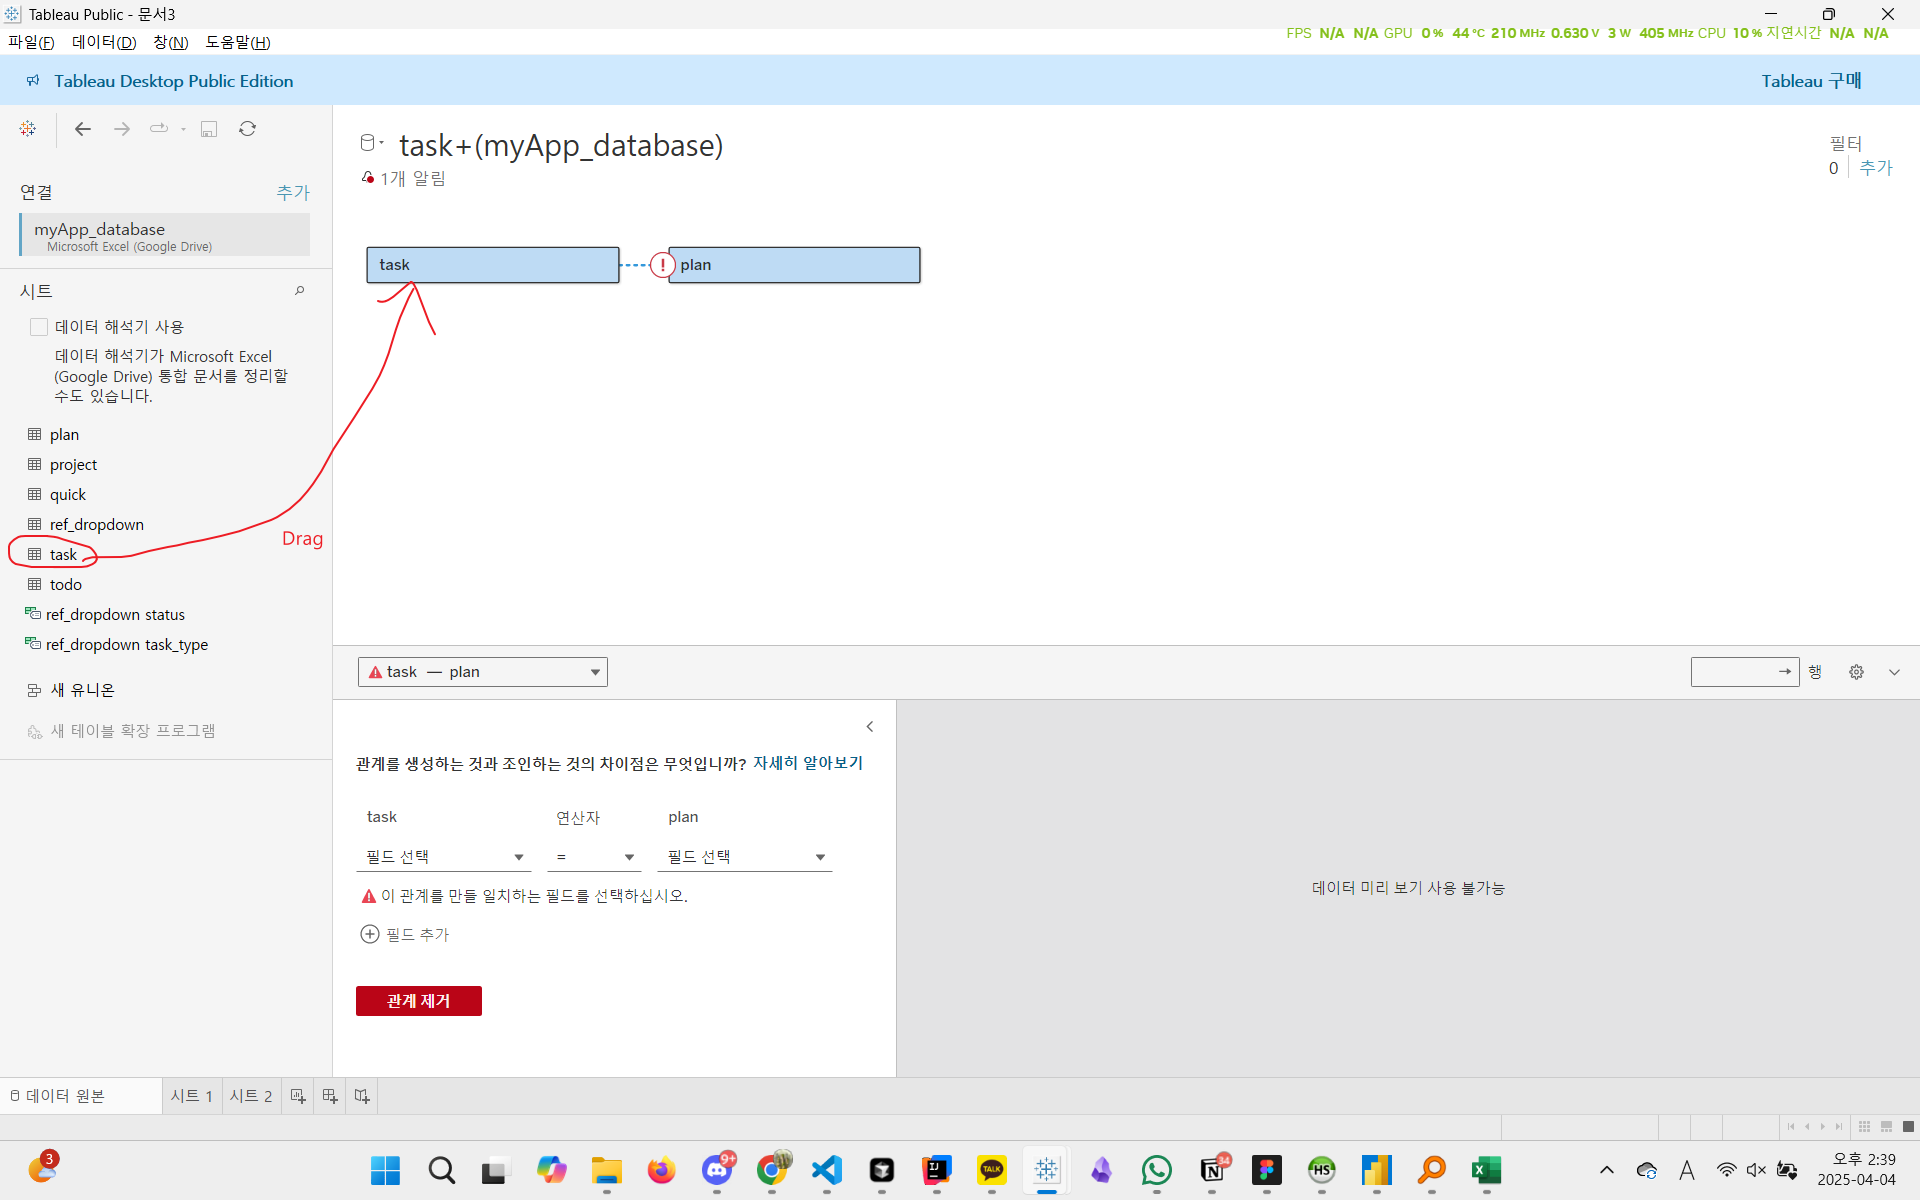 Tableau Public - 문서3
파일(F) 데이터(D) 창(N) 도움말(H)
FPS N/A N/A GPU 0 % 44 °C 210 MHz 0.630 V 3 W 405 MHz CPU 10 % 지연시간 N/A N/A
Tableau Desktop Public Edition
Tableau 구매
task+(myApp_database)
1개 알림
필터
0 추가
연결 추가
myApp_database
Microsoft Excel (Google Drive)
시트
데이터 해석기 사용
데이터 해석기가 Microsoft Excel
(Google Drive) 통합 문서를 정리할
수도 있습니다.
plan
project
quick
ref_dropdown
task
todo
ref_dropdown status
ref_dropdown task_type
새 유니온
새 테이블 확장 프로그램
task
plan
Drag
task — plan
행
관계를 생성하는 것과 조인하는 것의 차이점은 무엇입니까? 자세히 알아보기
task 연산자 plan
필드 선택 = 필드 선택
이 관계를 만들 일치하는 필드를 선택하십시오.
필드 추가
관계 제거
데이터 미리 보기 사용 불가능
데이터 원본 시트 1 시트 2
3
9+
IJ
TALK
34
HS
A
오후 2:39
2025-04-04